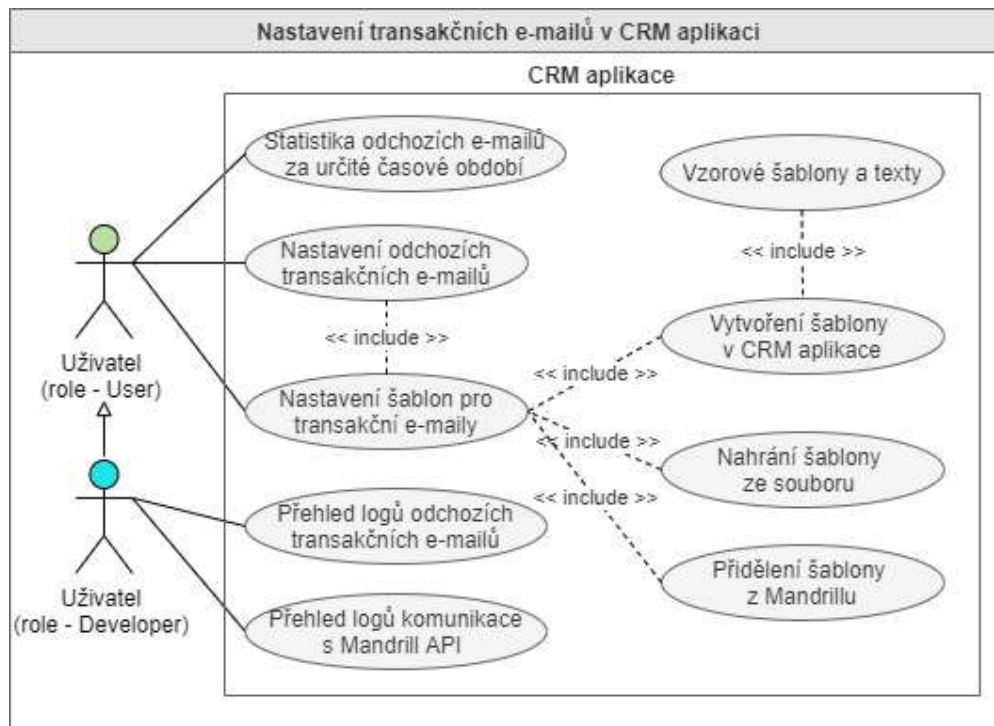 Nastavení transakčních e-mailů v CRM aplikaci
CRM aplikace
Statistika odchozích e-mailů
za určité časové období
Vzorové šablony a texty
<< include >>
Nastavení odchozích
transakčních e-mailů
<< include >>
Vytvoření šablony
v CRM aplikace
Uživatel
(role - User)
<< include >>
Nastavení šablon pro
transakční e-maily
<< include >>
Nahrání šablony
ze souboru
<< include >>
Přehled logů odchozích
transakčních e-mailů
Přidělení šablony
z Mandrillu
Uživatel
(role - Developer)
Přehled logů komunikace
s Mandrill API